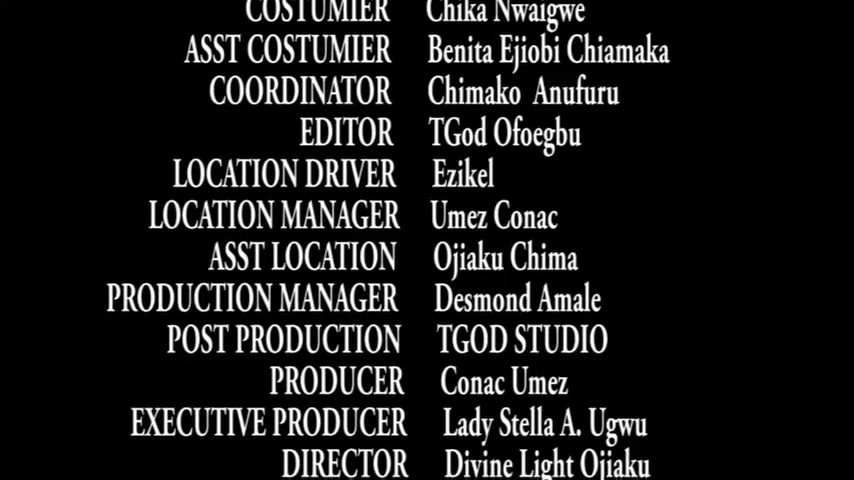 COSTUMIER Chika Nwaigwe
ASST COSTUMIER Benita Ejiobi Chiamaka
COORDINATOR Chimako Anufuru
EDITOR TGod Ofoegbu
LOCATION DRIVER Ezikel
LOCATION MANAGER Umez Conac
ASST LOCATION Ojiaku Chima
PRODUCTION MANAGER Desmond Amale
POST PRODUCTION TGOD STUDIO
PRODUCER Conac Umez
EXECUTIVE PRODUCER Lady Stella A. Ugwu
DIRECTOR Divine Light Ojiaku